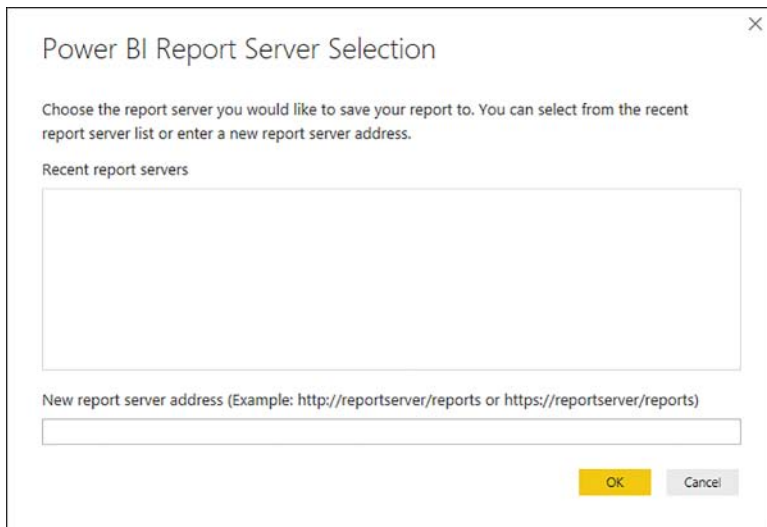 Power BI Report Server Selection
Choose the report server you would like to save your report to. You can select from the recent
report server list or enter a new report server address.
Recent report servers
New report server address (Example: http://reportserver/reports or https://reportserver/reports)
OK
Cancel